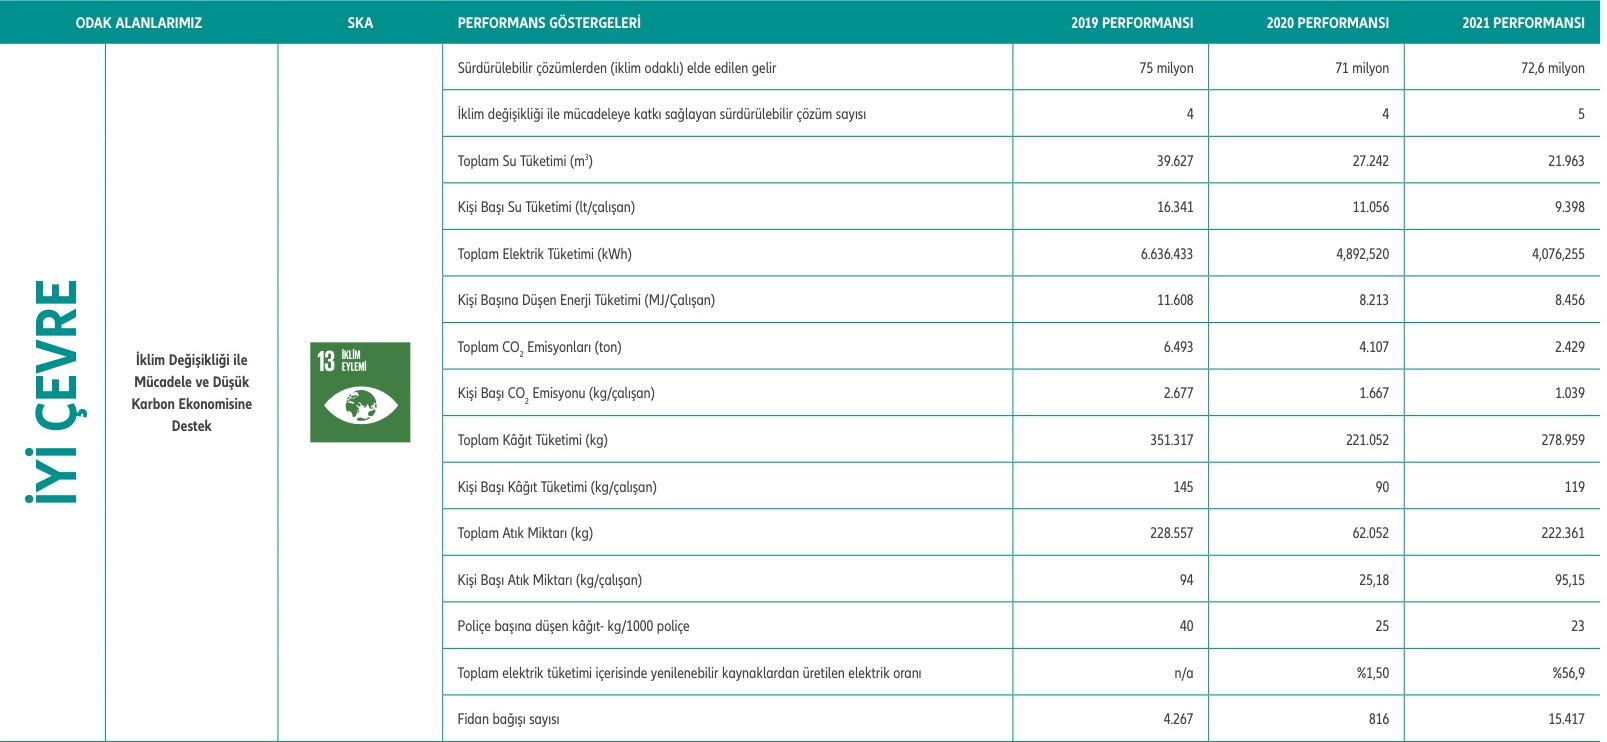 ODAK ALANLARIMIZ SKA PERFORMANS GÖSTERGELERİ 2019 PERFORMANSI 2020 PERFORMANSI 2021 PERFORMANSI
İYİ ÇEVRE
İklim Değişikliği ile
Mücadele ve Düşük
Karbon Ekonomisine
Destek
13 İKLİM
EYLEMİ
Sürdürülebilir çözümlerden (iklim odaklı) elde edilen gelir 75 milyon 71 milyon 72,6 milyon
İklim değişikliği ile mücadeleye katkı sağlayan sürdürülebilir çözüm sayısı 4 4 5
Toplam Su Tüketimi (m³) 39.627 27.242 21.963
Kişi Başı Su Tüketimi (lt/çalışan) 16.341 11.056 9.398
Toplam Elektrik Tüketimi (kWh) 6.636.433 4,892,520 4,076,255
Kişi Başına Düşen Enerji Tüketimi (MJ/Çalışan) 11.608 8.213 8.456
Toplam CO₂ Emisyonları (ton) 6.493 4.107 2.429
Kişi Başı CO₂ Emisyonu (kg/çalışan) 2.677 1.667 1.039
Toplam Kâğıt Tüketimi (kg) 351.317 221.052 278.959
Kişi Başı Kâğıt Tüketimi (kg/çalışan) 145 90 119
Toplam Atık Miktarı (kg) 228.557 62.052 222.361
Kişi Başı Atık Miktarı (kg/çalışan) 94 25,18 95,15
Poliçe başına düşen kâğıt- kg/1000 poliçe 40 25 23
Toplam elektrik tüketimi içerisinde yenilenebilir kaynaklardan üretilen elektrik oranı n/a %1,50 %56,9
Fidan bağışı sayısı 4.267 816 15.417